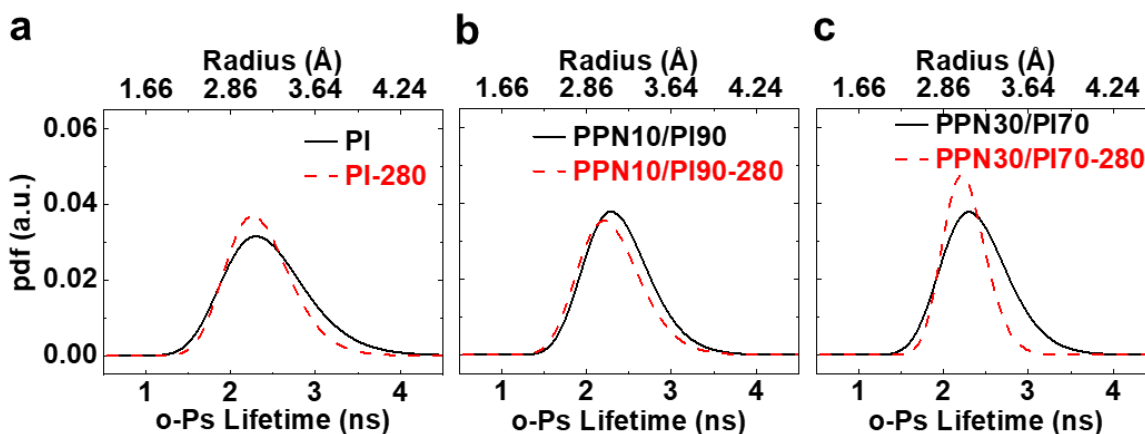 a
Radius (Å)
1.66 2.86 3.64 4.24
0.06
0.04
0.02
0.00
pdf (a.u.)
PI
PI-280
1 2 3 4
o-Ps Lifetime (ns)
b
Radius (Å)
1.66 2.86 3.64 4.24
PPN10/PI90
PPN10/PI90-280
1 2 3 4
o-Ps Lifetime (ns)
c
Radius (Å)
1.66 2.86 3.64 4.24
PPN30/PI70
PPN30/PI70-280
1 2 3 4
o-Ps Lifetime (ns)